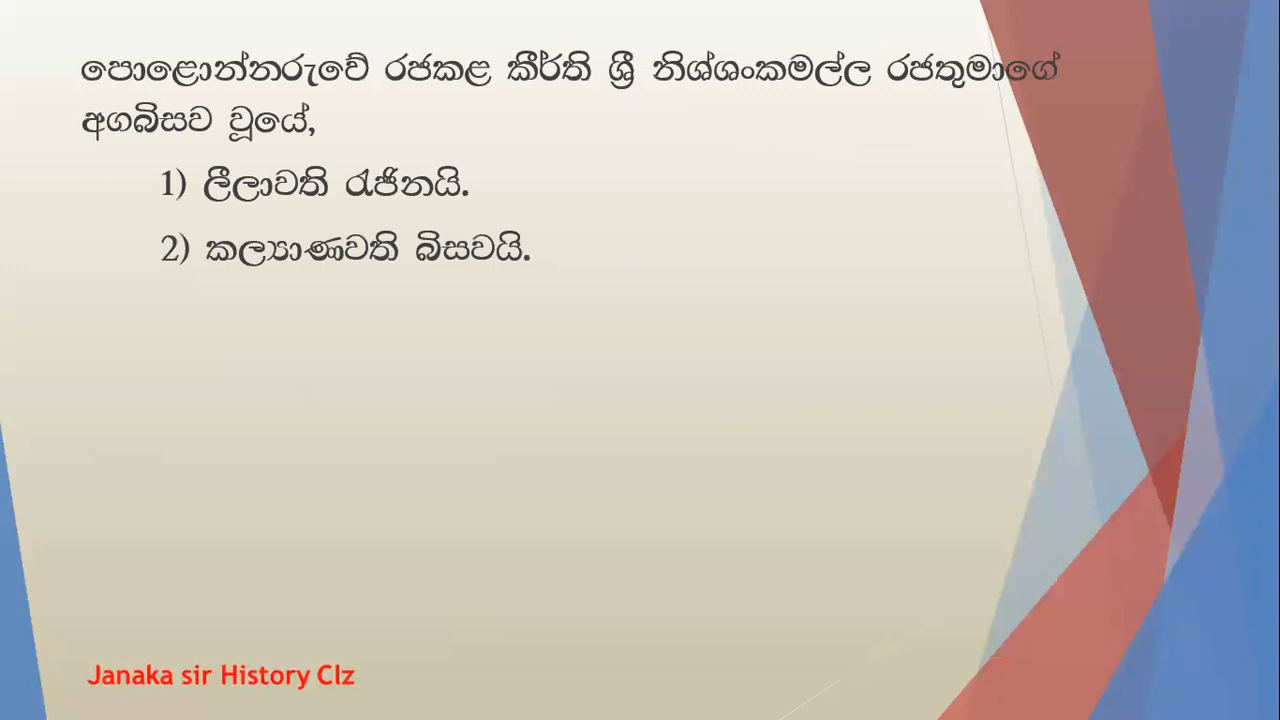 පොළොන්නරුවේ රජකළ කීර්ති ශ්‍රී නිශ්ශංකමල්ල රජතුමාගේ
අගබිසව වූයේ,
1) ලීලාවතී රැජිනයි.
2) කල්‍යාණවතී බිසවයි.
Janaka sir History Clz